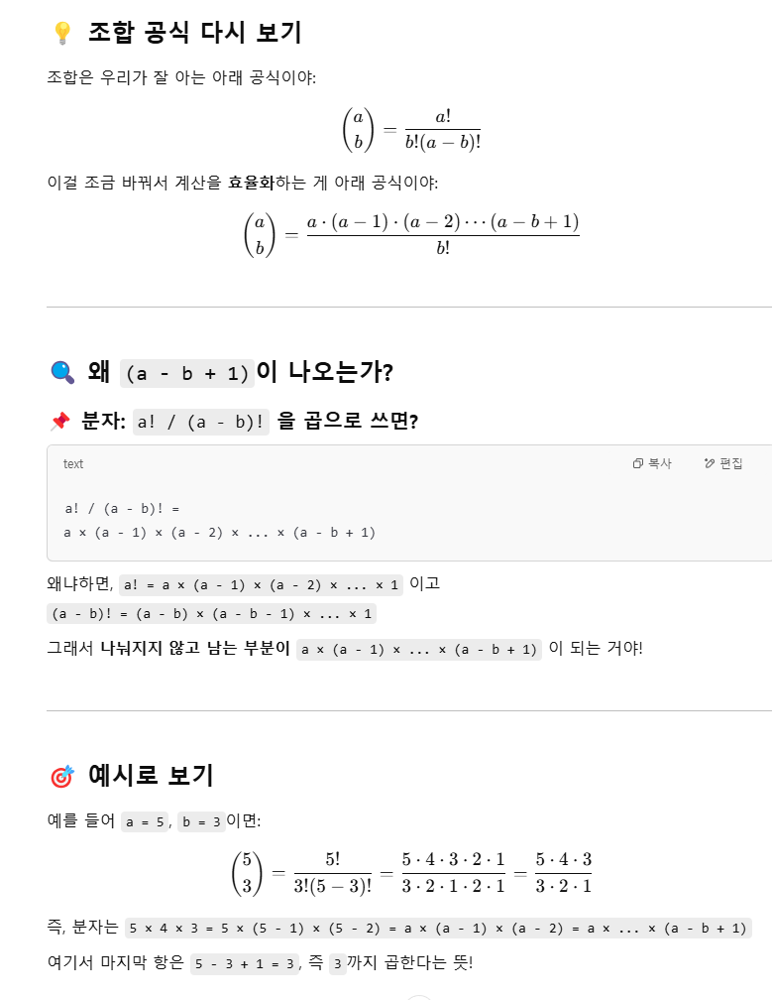 💡 조합 공식 다시 보기
조합은 우리가 잘 아는 아래 공식이야:
\binom{a}{b} = \frac{a!}{b!(a-b)!}
이걸 조금 바꿔서 계산을 효율화하는 게 아래 공식이야:
\binom{a}{b} = \frac{a \cdot (a-1) \cdot (a-2) \cdots (a-b+1)}{b!}
🔍 왜 (a - b + 1)이 나오는가?
📌 분자: a! / (a - b)! 을 곱으로 쓰면?
text 복사 편집
a! / (a - b)! =
a × (a - 1) × (a - 2) × ... × (a - b + 1)
왜냐하면, a! = a × (a - 1) × (a - 2) × ... × 1 이고
(a - b)! = (a - b) × (a - b - 1) × ... × 1
그래서 나눠지지 않고 남는 부분이 a × (a - 1) × ... × (a - b + 1) 이 되는 거야!
🎯 예시로 보기
예를 들어 a = 5, b = 3이면:
\binom{5}{3} = \frac{5!}{3!(5-3)!} = \frac{5 \cdot 4 \cdot 3 \cdot 2 \cdot 1}{3 \cdot 2 \cdot 1 \cdot 2 \cdot 1} = \frac{5 \cdot 4 \cdot 3}{3 \cdot 2 \cdot 1}
즉, 분자는 5 × 4 × 3 = 5 × (5 - 1) × (5 - 2) = a × (a - 1) × (a - 2) = a × ... × (a - b + 1)
여기서 마지막 항은 5 - 3 + 1 = 3, 즉 3까지 곱한다는 뜻!